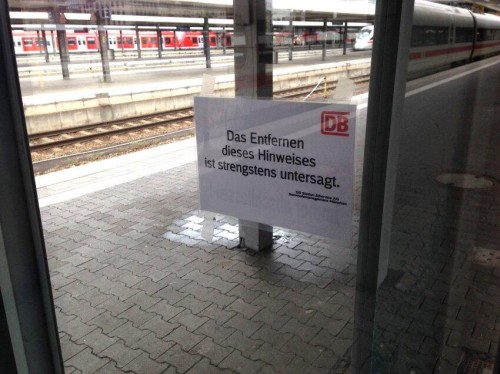 DB
Das Entfernen
dieses Hinweises
ist strengstens untersagt.